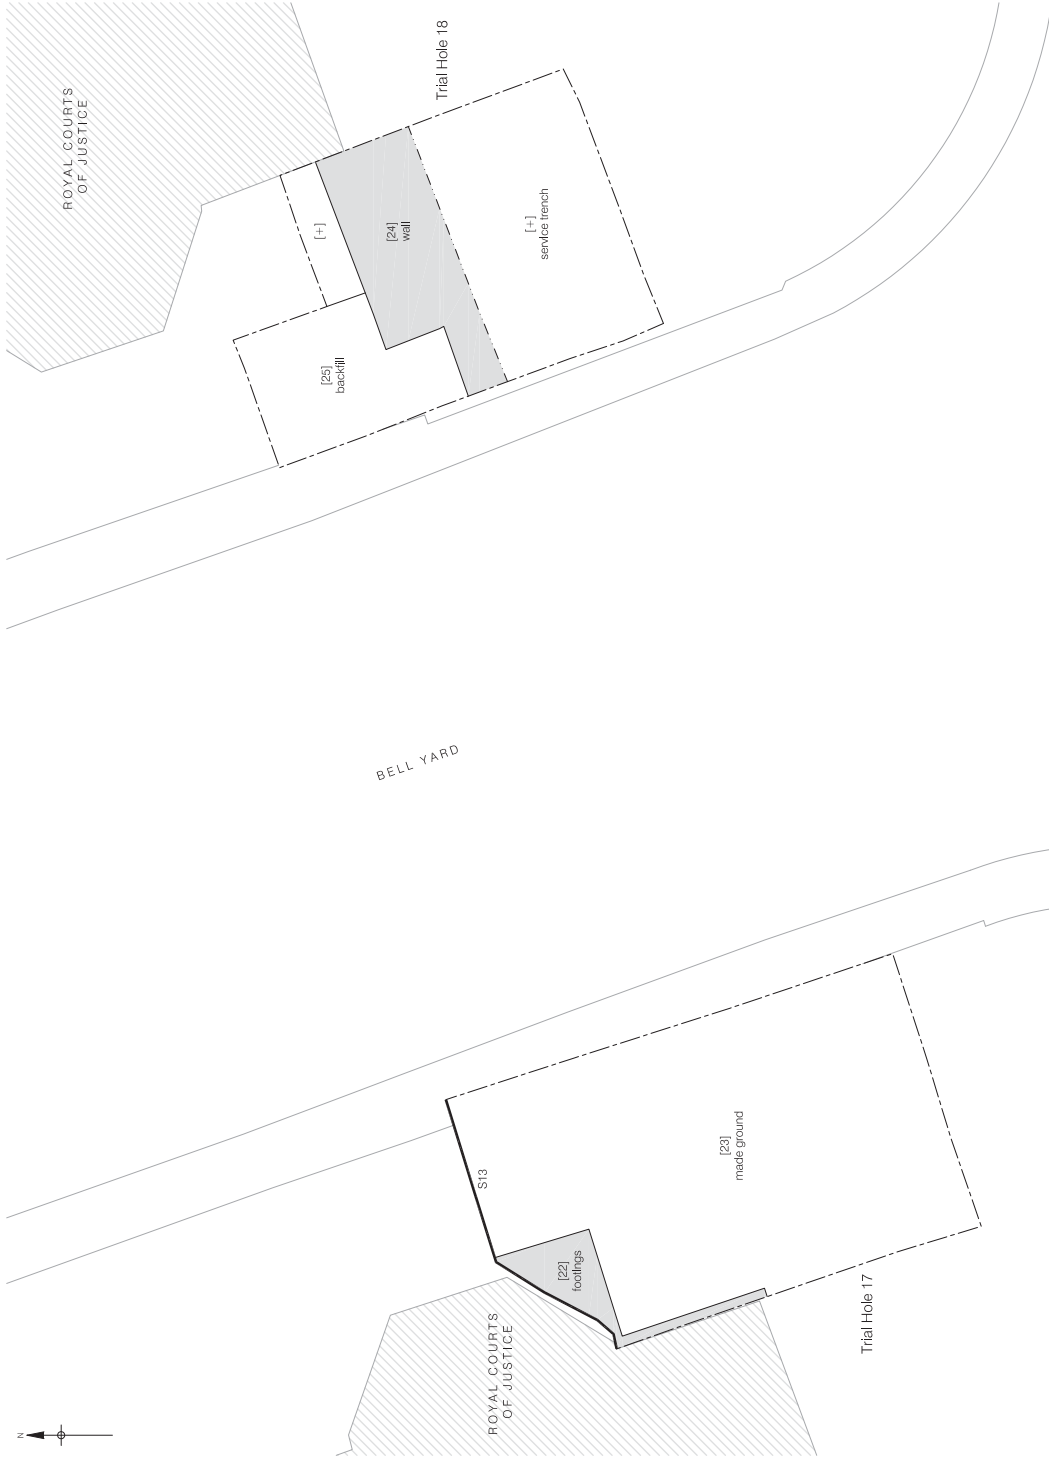 ROYAL COURTS
OF JUSTICE
Trial Hole 18
[+]
[24]
wall
[+]
service trench
[25]
backfill
BELL YARD
S13
[23]
made ground
[22]
footings
Trial Hole 17
ROYAL COURTS
OF JUSTICE
N